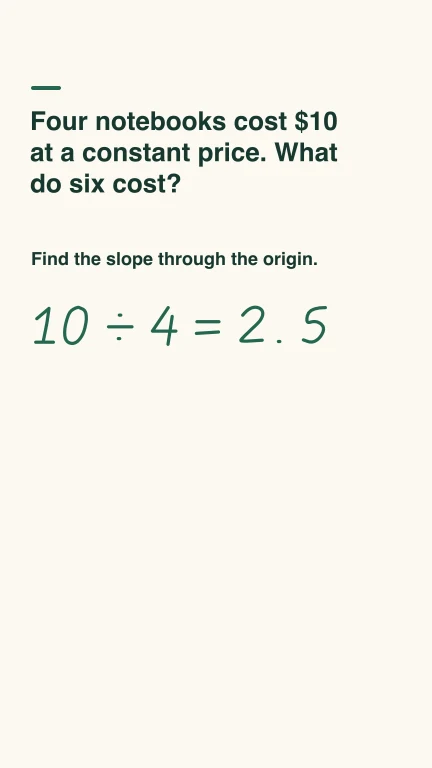 Four notebooks cost $10
at a constant price. What
do six cost?
Find the slope through the origin.
10 ÷ 4 = 2.5